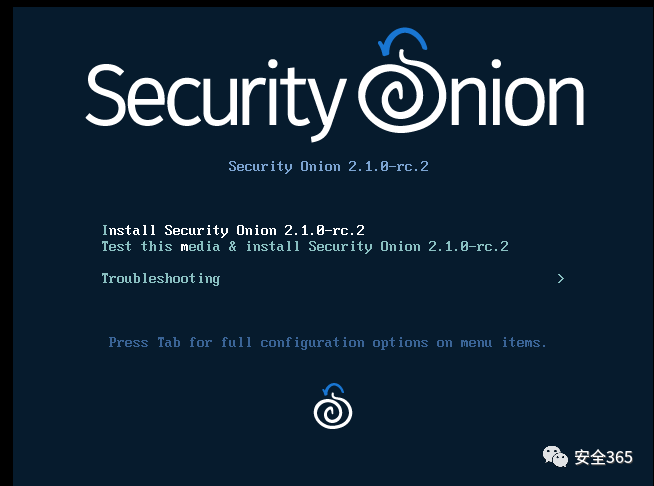 Security Onion
Security Onion 2.1.0-rc.2
Install Security Onion 2.1.0-rc.2
Test this media & install Security Onion 2.1.0-rc.2
Troubleshooting >
Press Tab for full configuration options on menu items.
安全365